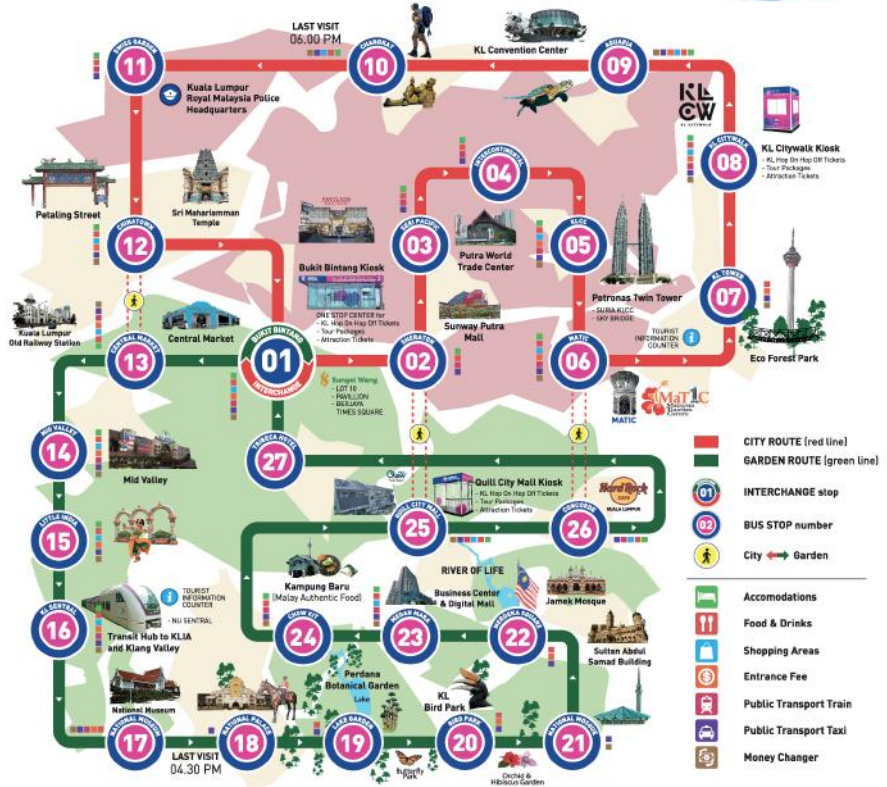 LAST VISIT
06.00 PM
SWISS GARDEN
11
CHANGKAT
10
KL Convention Center
AQUARIA
09
Kuala Lumpur
Royal Malaysia Police
Headquarters
KLCW
KL CITYWALK
KL Citywalk Kiosk
- KL Hop On Hop Off Tickets
- Tour Packages
- Attraction Tickets
KL CITYWALK
08
INTERCONTINENTAL
04
Petaling Street
Sri Mahariamman
Temple
PAVILION
CHINATOWN
12
SERI PACIFIC
03
Putra World
Trade Center
KLCC
05
Bukit Bintang Kiosk
ONE STOP CENTER for
- KL Hop On Hop Off Tickets
- Tour Packages
- Attraction Tickets
Petronas Twin Tower
- SURIA KLCC
- SKY BRIDGE
KL TOWER
07
Sunway Putra
Mall
TOURIST
INFORMATION
COUNTER
Eco Forest Park
Kuala Lumpur
Old Railway Station
Central Market
CENTRAL MARKET
13
BUKIT BINTANG
01
INTERCHANGE
SHERATON
02
MATIC
06
Sungei Wang
- LOT 10
- PAVILION
- BERJAYA
TIMES SQUARE
MATIC
MaT1C
CITY ROUTE (red line)
GARDEN ROUTE (green line)
01 INTERCHANGE stop
02 BUS STOP number
City Garden
MID VALLEY
14
Mid Valley
TRIBECA HOTEL
27
Quill City Mall Kiosk
- KL Hop On Hop Off Tickets
- Tour Packages
- Attraction Tickets
Hard Rock
CAFE
KUALA LUMPUR
QUILL CITY MALL
25
CONCORDE
26
LITTLE INDIA
15
Kampung Baru
(Malay Authentic Food)
RIVER OF LIFE
Business Center
& Digital Mall
Jamek Mosque
KL SENTRAL
16
TOURIST
INFORMATION
COUNTER
- NU SENTRAL
Transit Hub to KLIA
and Klang Valley
CHOW KIT
24
MEDAN MARA
23
MERDEKA SQUARE
22
Sultan Abdul
Samad Building
National Museum
Perdana
Botanical Garden
Lake
KL
Bird Park
NATIONAL MUSEUM
17
NATIONAL PALACE
18
LAKE GARDEN
19
BIRD PARK
20
NATIONAL MOSQUE
21
LAST VISIT
04.30 PM
Butterfly
Park
Orchid &
Hibiscus Garden
Accomodations
Food & Drinks
Shopping Areas
Entrance Fee
Public Transport Train
Public Transport Taxi
Money Changer